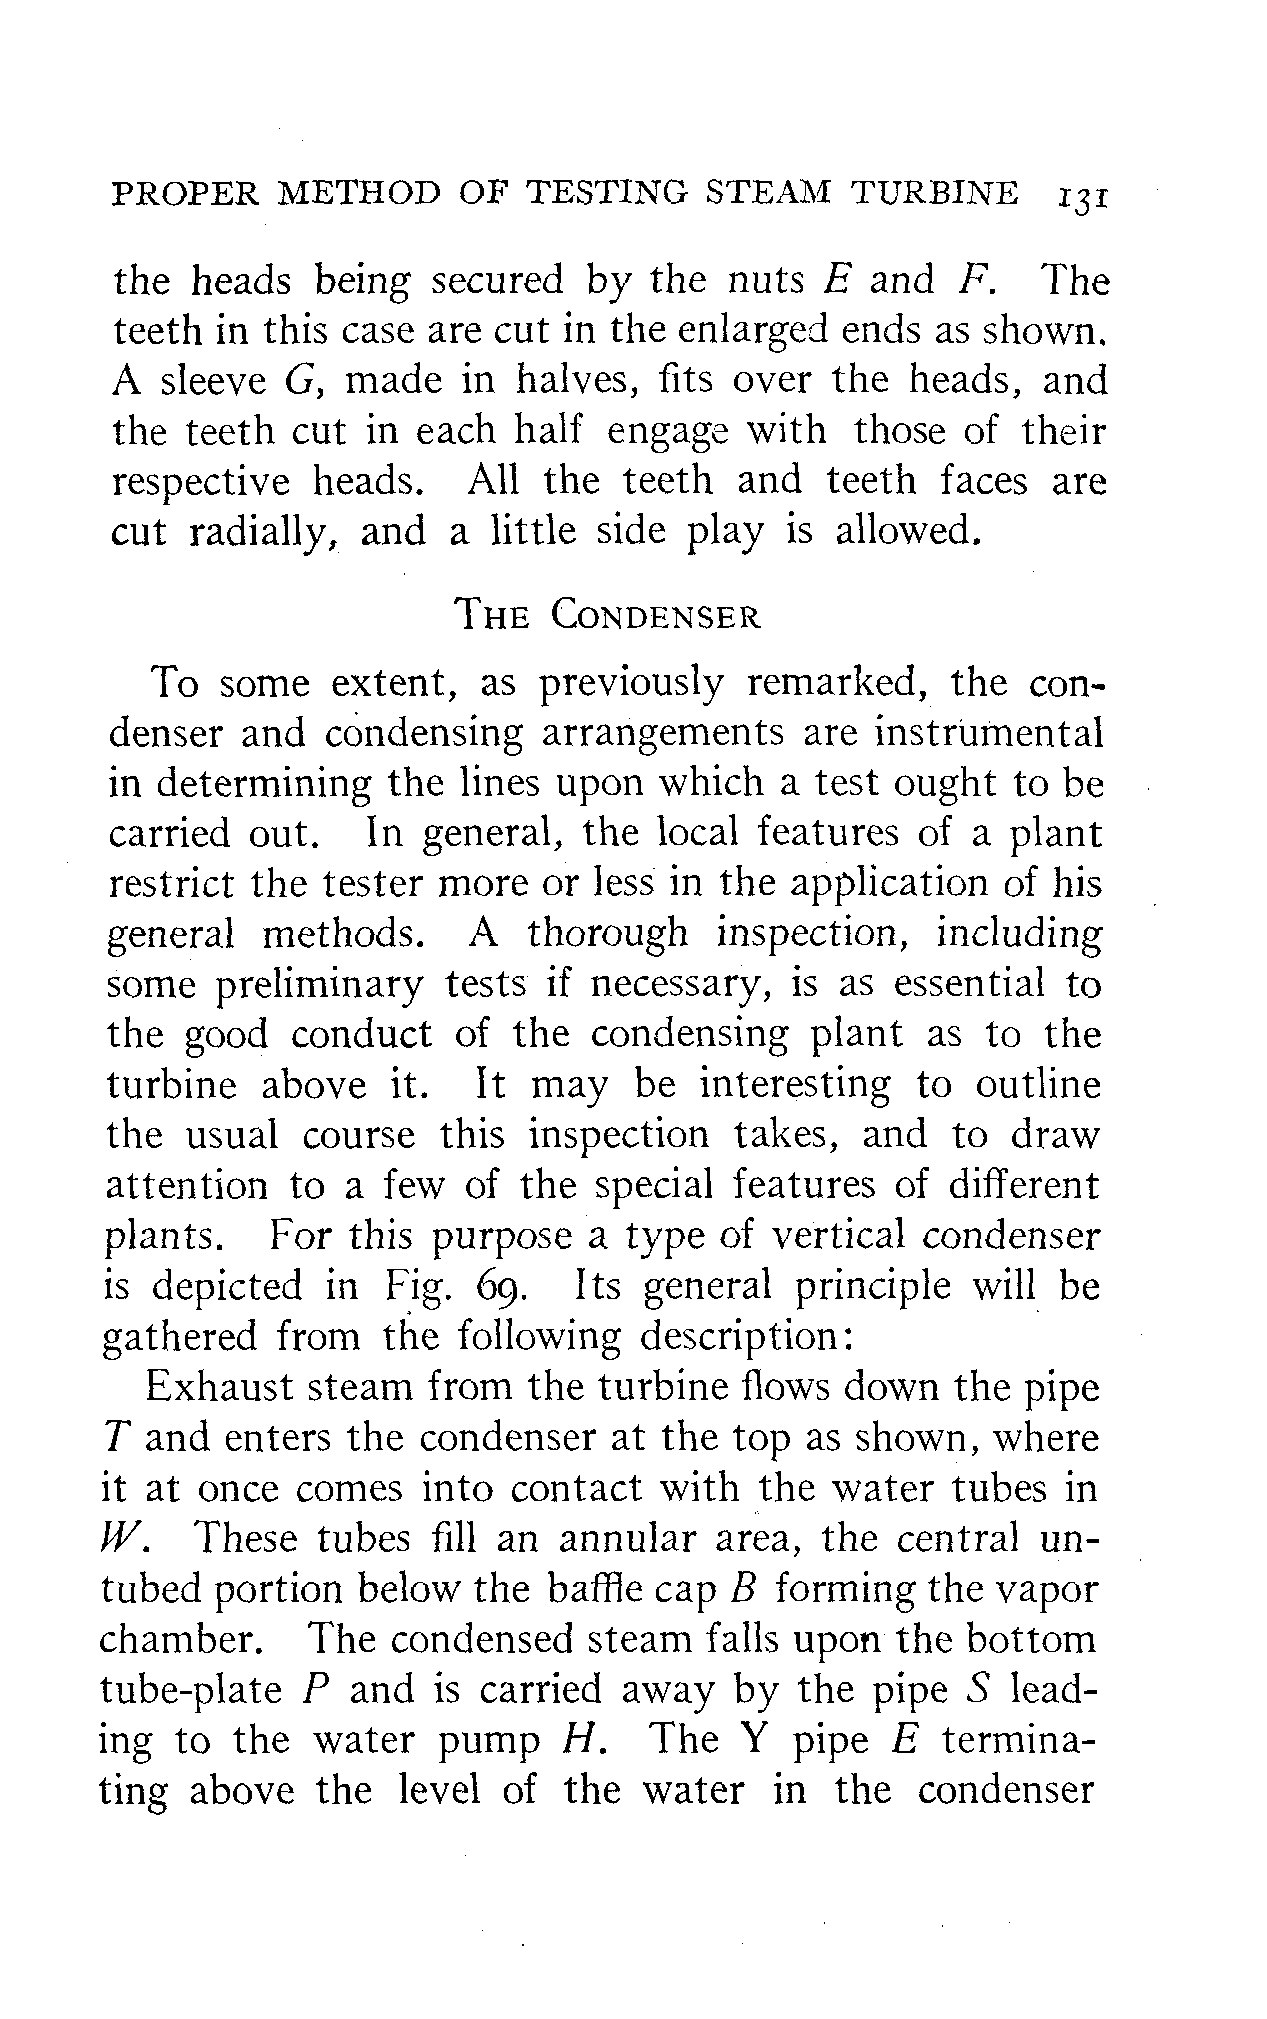 PROPER METHOD OF TESTING STEAM TURBINE 131
the heads being secured by the nuts E and F. The
teeth in this case are cut in the enlarged ends as shown.
A sleeve G, made in halves, fits over the heads, and
the teeth cut in each half engage with those of their
respective heads. All the teeth and teeth faces are
cut radially, and a little side play is allowed.
THE CONDENSER
To some extent, as previously remarked, the con-
denser and condensing arrangements are instrumental
in determining the lines upon which a test ought to be
carried out. In general, the local features of a plant
restrict the tester more or less in the application of his
general methods. A thorough inspection, including
some preliminary tests if necessary, is as essential to
the good conduct of the condensing plant as to the
turbine above it. It may be interesting to outline
the usual course this inspection takes, and to draw
attention to a few of the special features of different
plants. For this purpose a type of vertical condenser
is depicted in Fig. 69. Its general principle will be
gathered from the following description:
Exhaust steam from the turbine flows down the pipe
T and enters the condenser at the top as shown, where
it at once comes into contact with the water tubes in
W. These tubes fill an annular area, the central un-
tubed portion below the baffle cap B forming the vapor
chamber. The condensed steam falls upon the bottom
tube-plate P and is carried away by the pipe S lead-
ing to the water pump H. The Y pipe E termina-
ting above the level of the water in the condenser